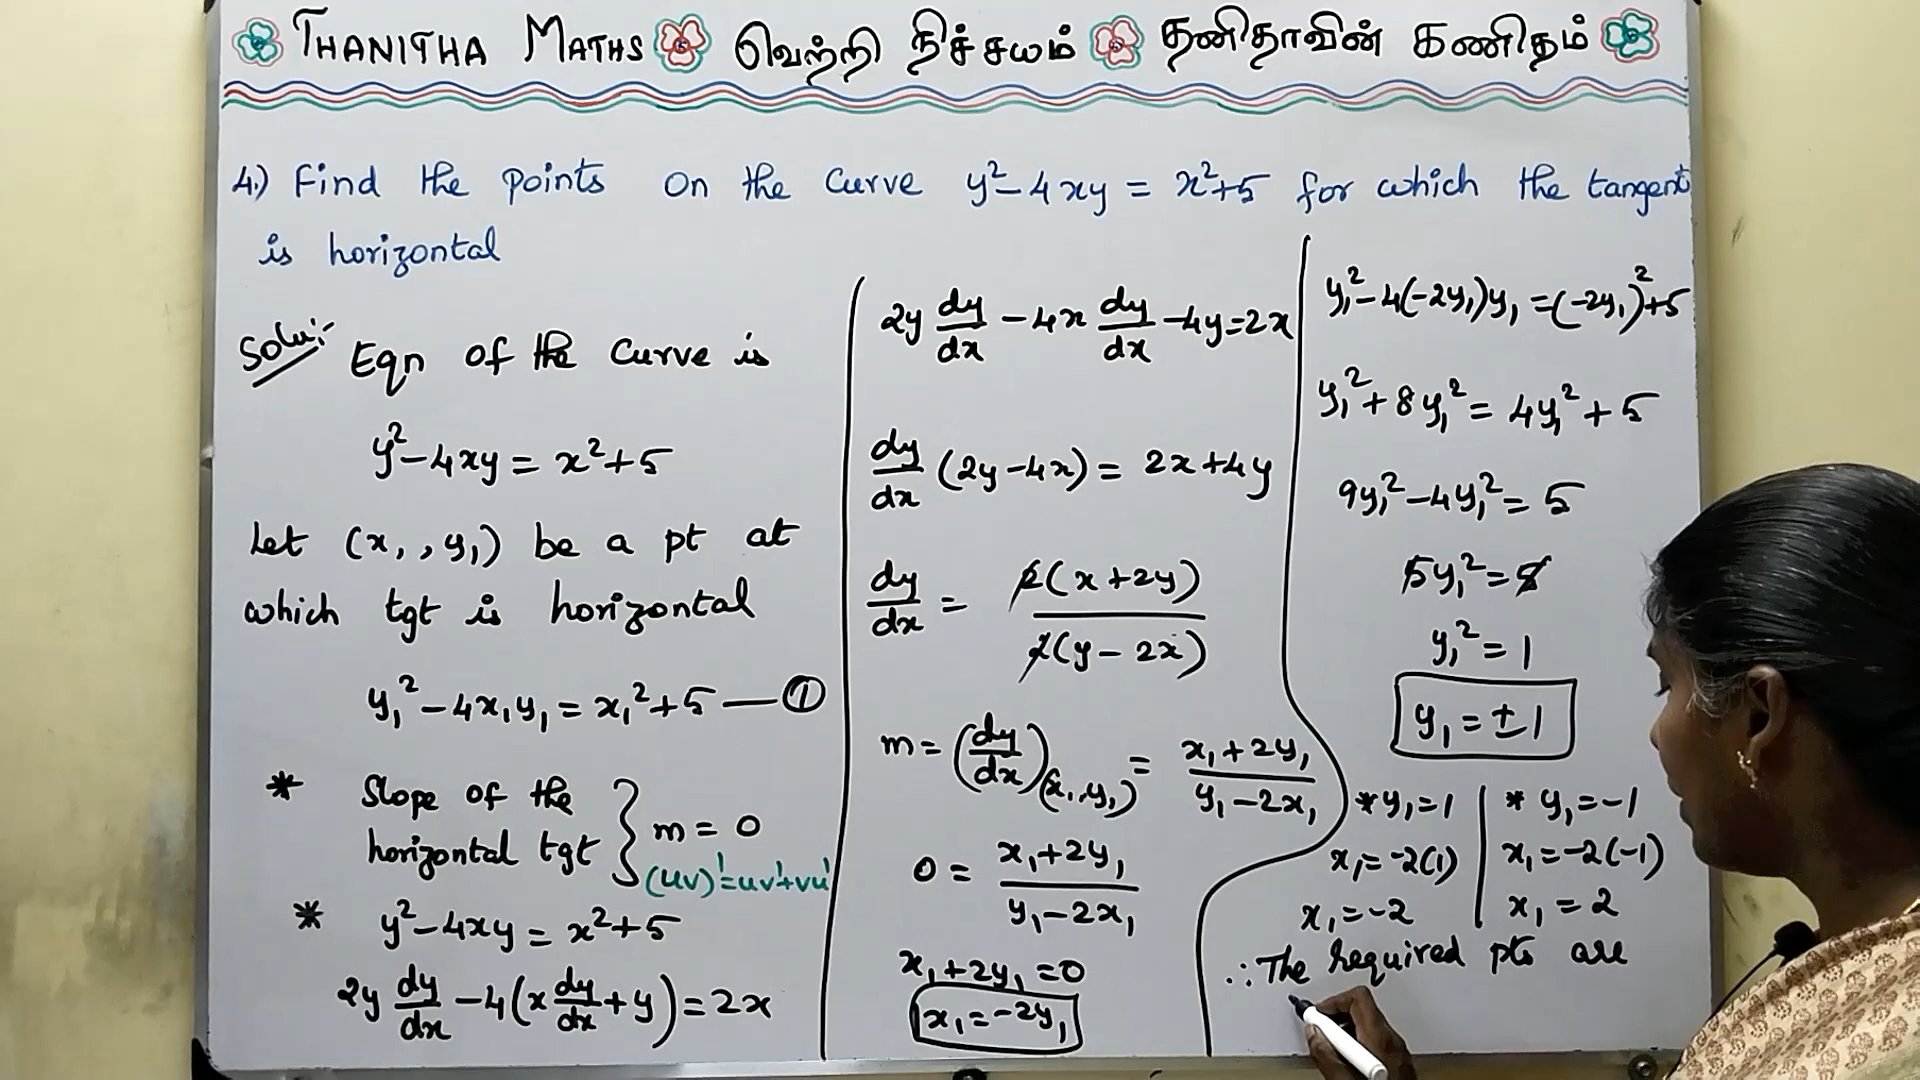 THANITHA MATHS வெற்றி நிச்சயம் தனிதாவின் கணிதம்
4.) Find the points on the curve y² - 4xy = x² + 5 for which the tangent
is horizontal
Solu:-
Eqn of the curve is
y² - 4xy = x² + 5
Let (x₁, y₁) be a pt at
which tgt is horizontal
y₁² - 4x₁y₁ = x₁² + 5 — ①
* Slope of the
horizontal tgt } m = 0
(uv)' = uv' + vu'
* y² - 4xy = x² + 5
2y dy/dx - 4(x dy/dx + y) = 2x
2y dy/dx - 4x dy/dx - 4y = 2x
dy/dx (2y - 4x) = 2x + 4y
dy/dx = 2(x + 2y) / 2(y - 2x)
m = (dy/dx)(x₁, y₁) = x₁ + 2y₁ / y₁ - 2x₁
0 = x₁ + 2y₁ / y₁ - 2x₁
x₁ + 2y₁ = 0
x₁ = -2y₁
y₁² - 4(-2y₁)y₁ = (-2y₁)² + 5
y₁² + 8y₁² = 4y₁² + 5
9y₁² - 4y₁² = 5
5y₁² = 5
y₁² = 1
y₁ = ±1
* y₁ = 1
x₁ = -2(1)
x₁ = -2
* y₁ = -1
x₁ = -2(-1)
x₁ = 2
∴ The required pts are